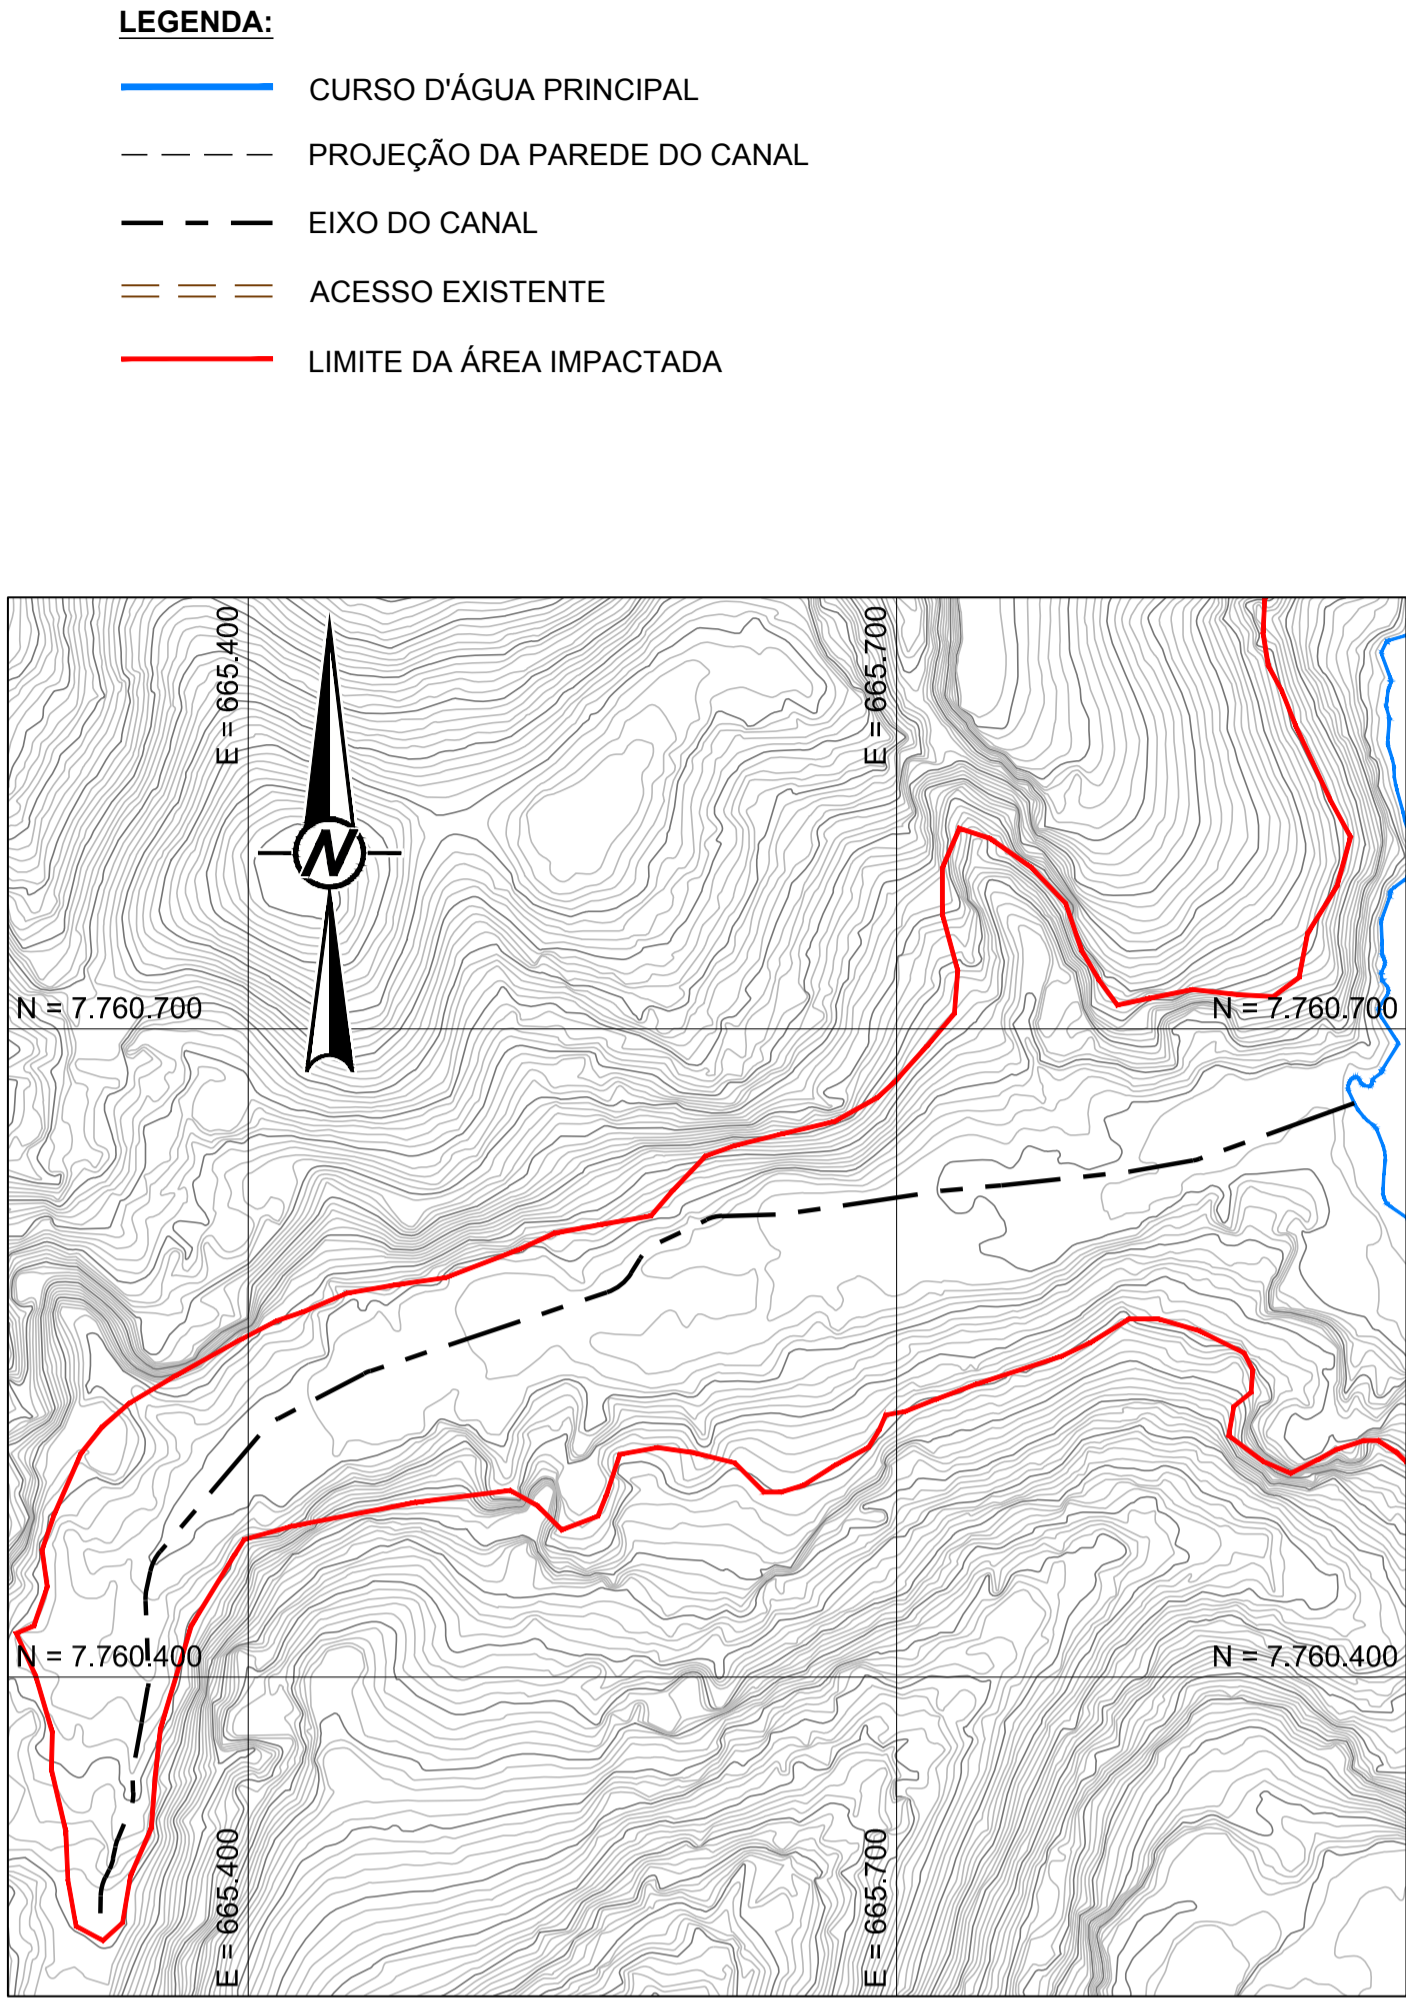 LEGENDA:
CURSO D'ÁGUA PRINCIPAL
PROJEÇÃO DA PAREDE DO CANAL
EIXO DO CANAL
ACESSO EXISTENTE
LIMITE DA ÁREA IMPACTADA
E = 665.400
E = 665.700
N
N = 7.760.700
N = 7.760.700
N = 7.760.400
N = 7.760.400
E = 665.400
E = 665.700